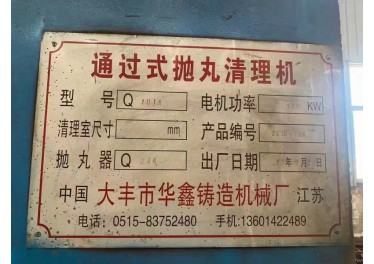 通过式抛丸清理机
型号 Q 电机功率 KW
清理室尺寸 mm 产品编号
抛丸器 Q 出厂日期 年 月 日
中国 大丰市华鑫铸造机械厂 江苏
电话：0515-83752480 手机:13601422489